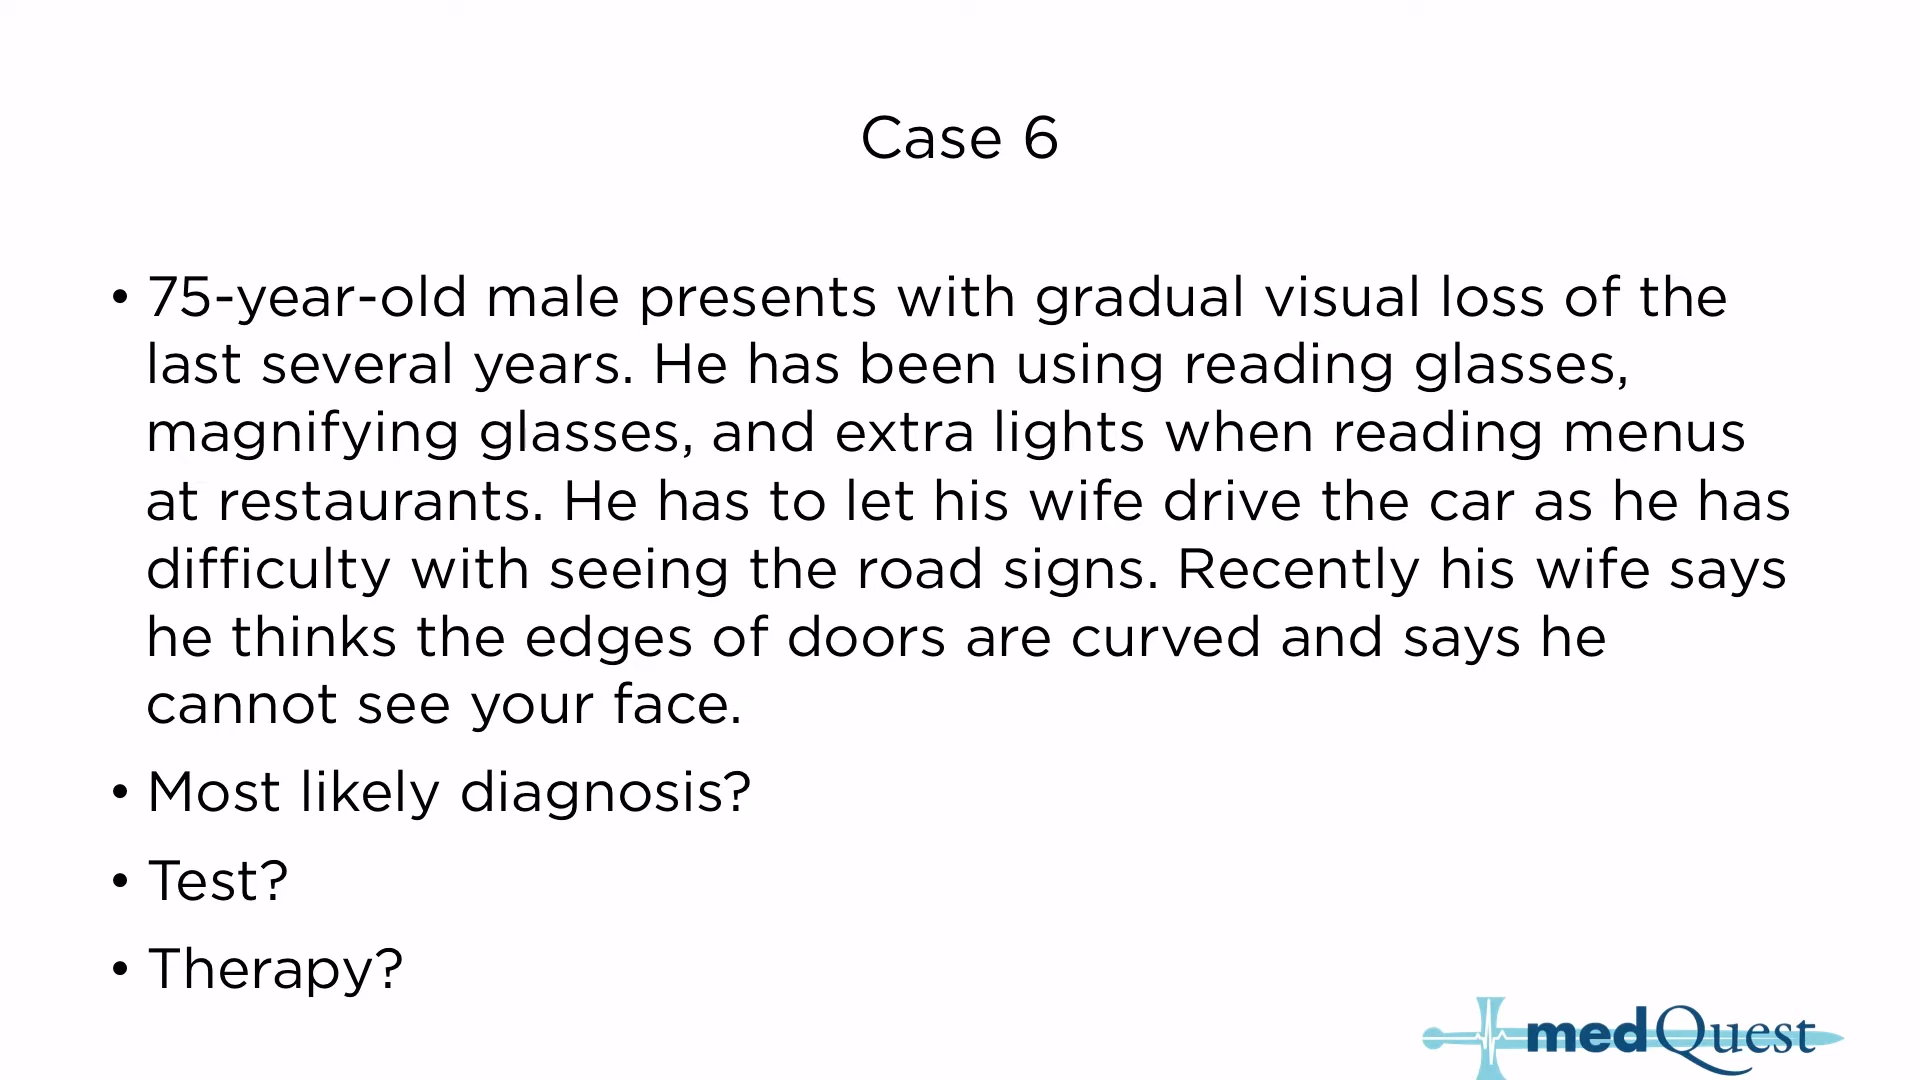 Case 6
• 75-year-old male presents with gradual visual loss of the
last several years. He has been using reading glasses,
magnifying glasses, and extra lights when reading menus
at restaurants. He has to let his wife drive the car as he has
difficulty with seeing the road signs. Recently his wife says
he thinks the edges of doors are curved and says he
cannot see your face.
• Most likely diagnosis?
• Test?
• Therapy?
medQuest